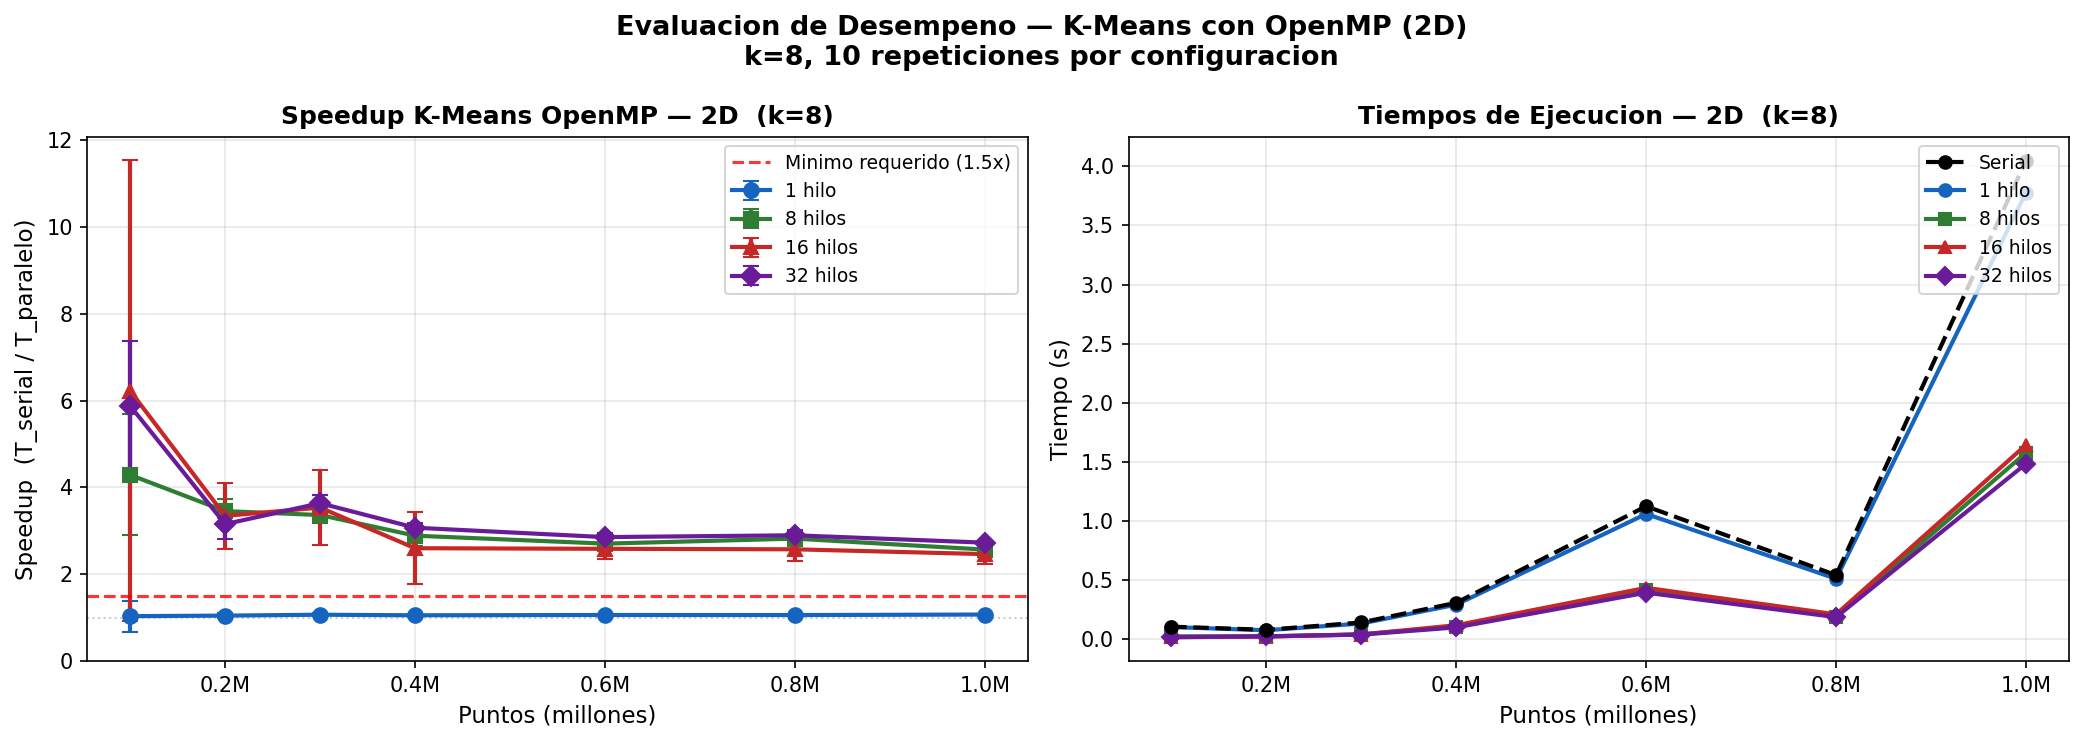 Evaluacion de Desempeno — K-Means con OpenMP (2D)
k=8, 10 repeticiones por configuracion
Speedup K-Means OpenMP — 2D  (k=8)
12
10
8
6
4
2
0
Speedup  (T_serial / T_paralelo)
Minimo requerido (1.5x)
1 hilo
8 hilos
16 hilos
32 hilos
0.2M
0.4M
0.6M
0.8M
1.0M
Puntos (millones)
Tiempos de Ejecucion — 2D  (k=8)
4.0
3.5
3.0
2.5
2.0
1.5
1.0
0.5
0.0
Tiempo (s)
Serial
1 hilo
8 hilos
16 hilos
32 hilos
0.2M
0.4M
0.6M
0.8M
1.0M
Puntos (millones)